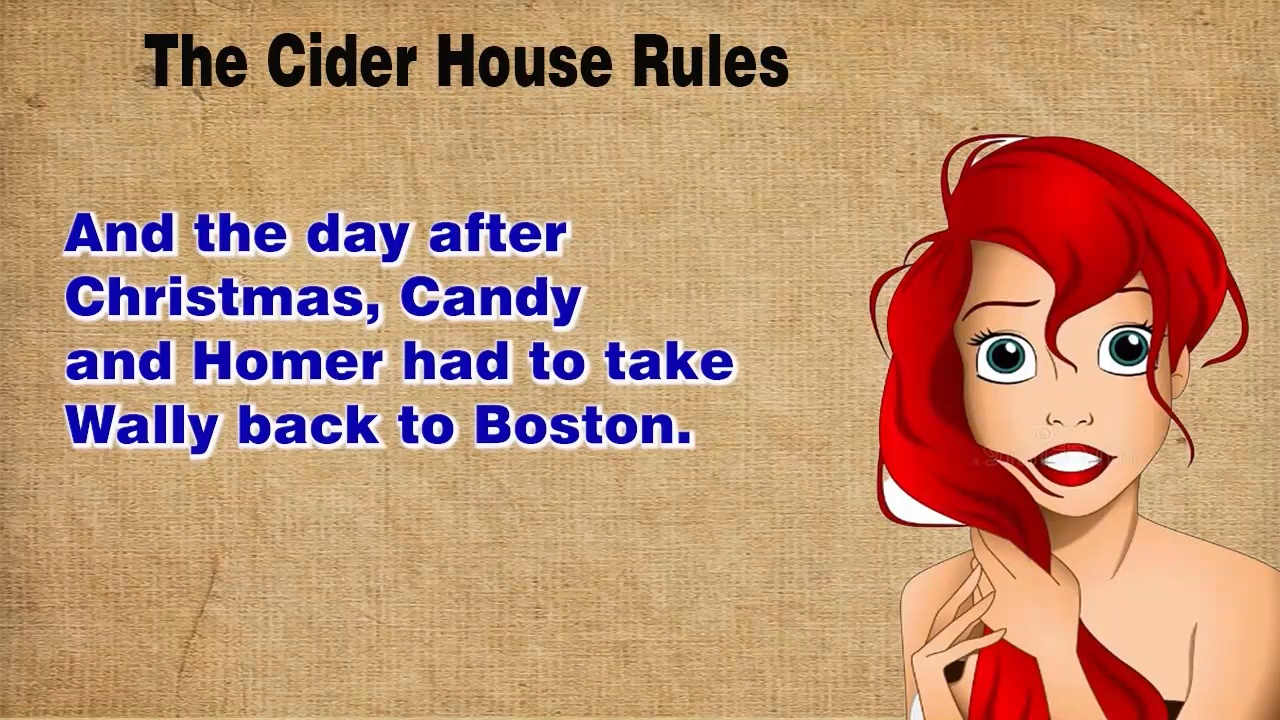 The Cider House Rules
And the day after
Christmas, Candy
and Homer had to take
Wally back to Boston.